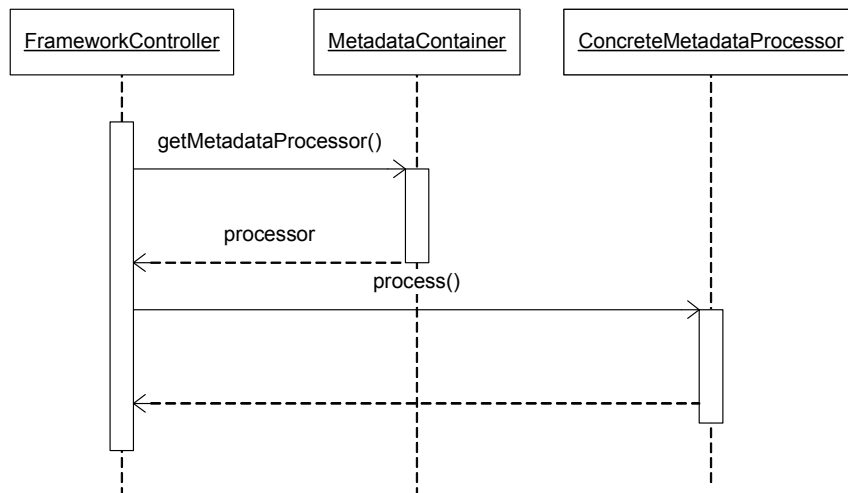 FrameworkController
MetadataContainer
ConcreteMetadataProcessor
getMetadataProcessor()
processor
process()